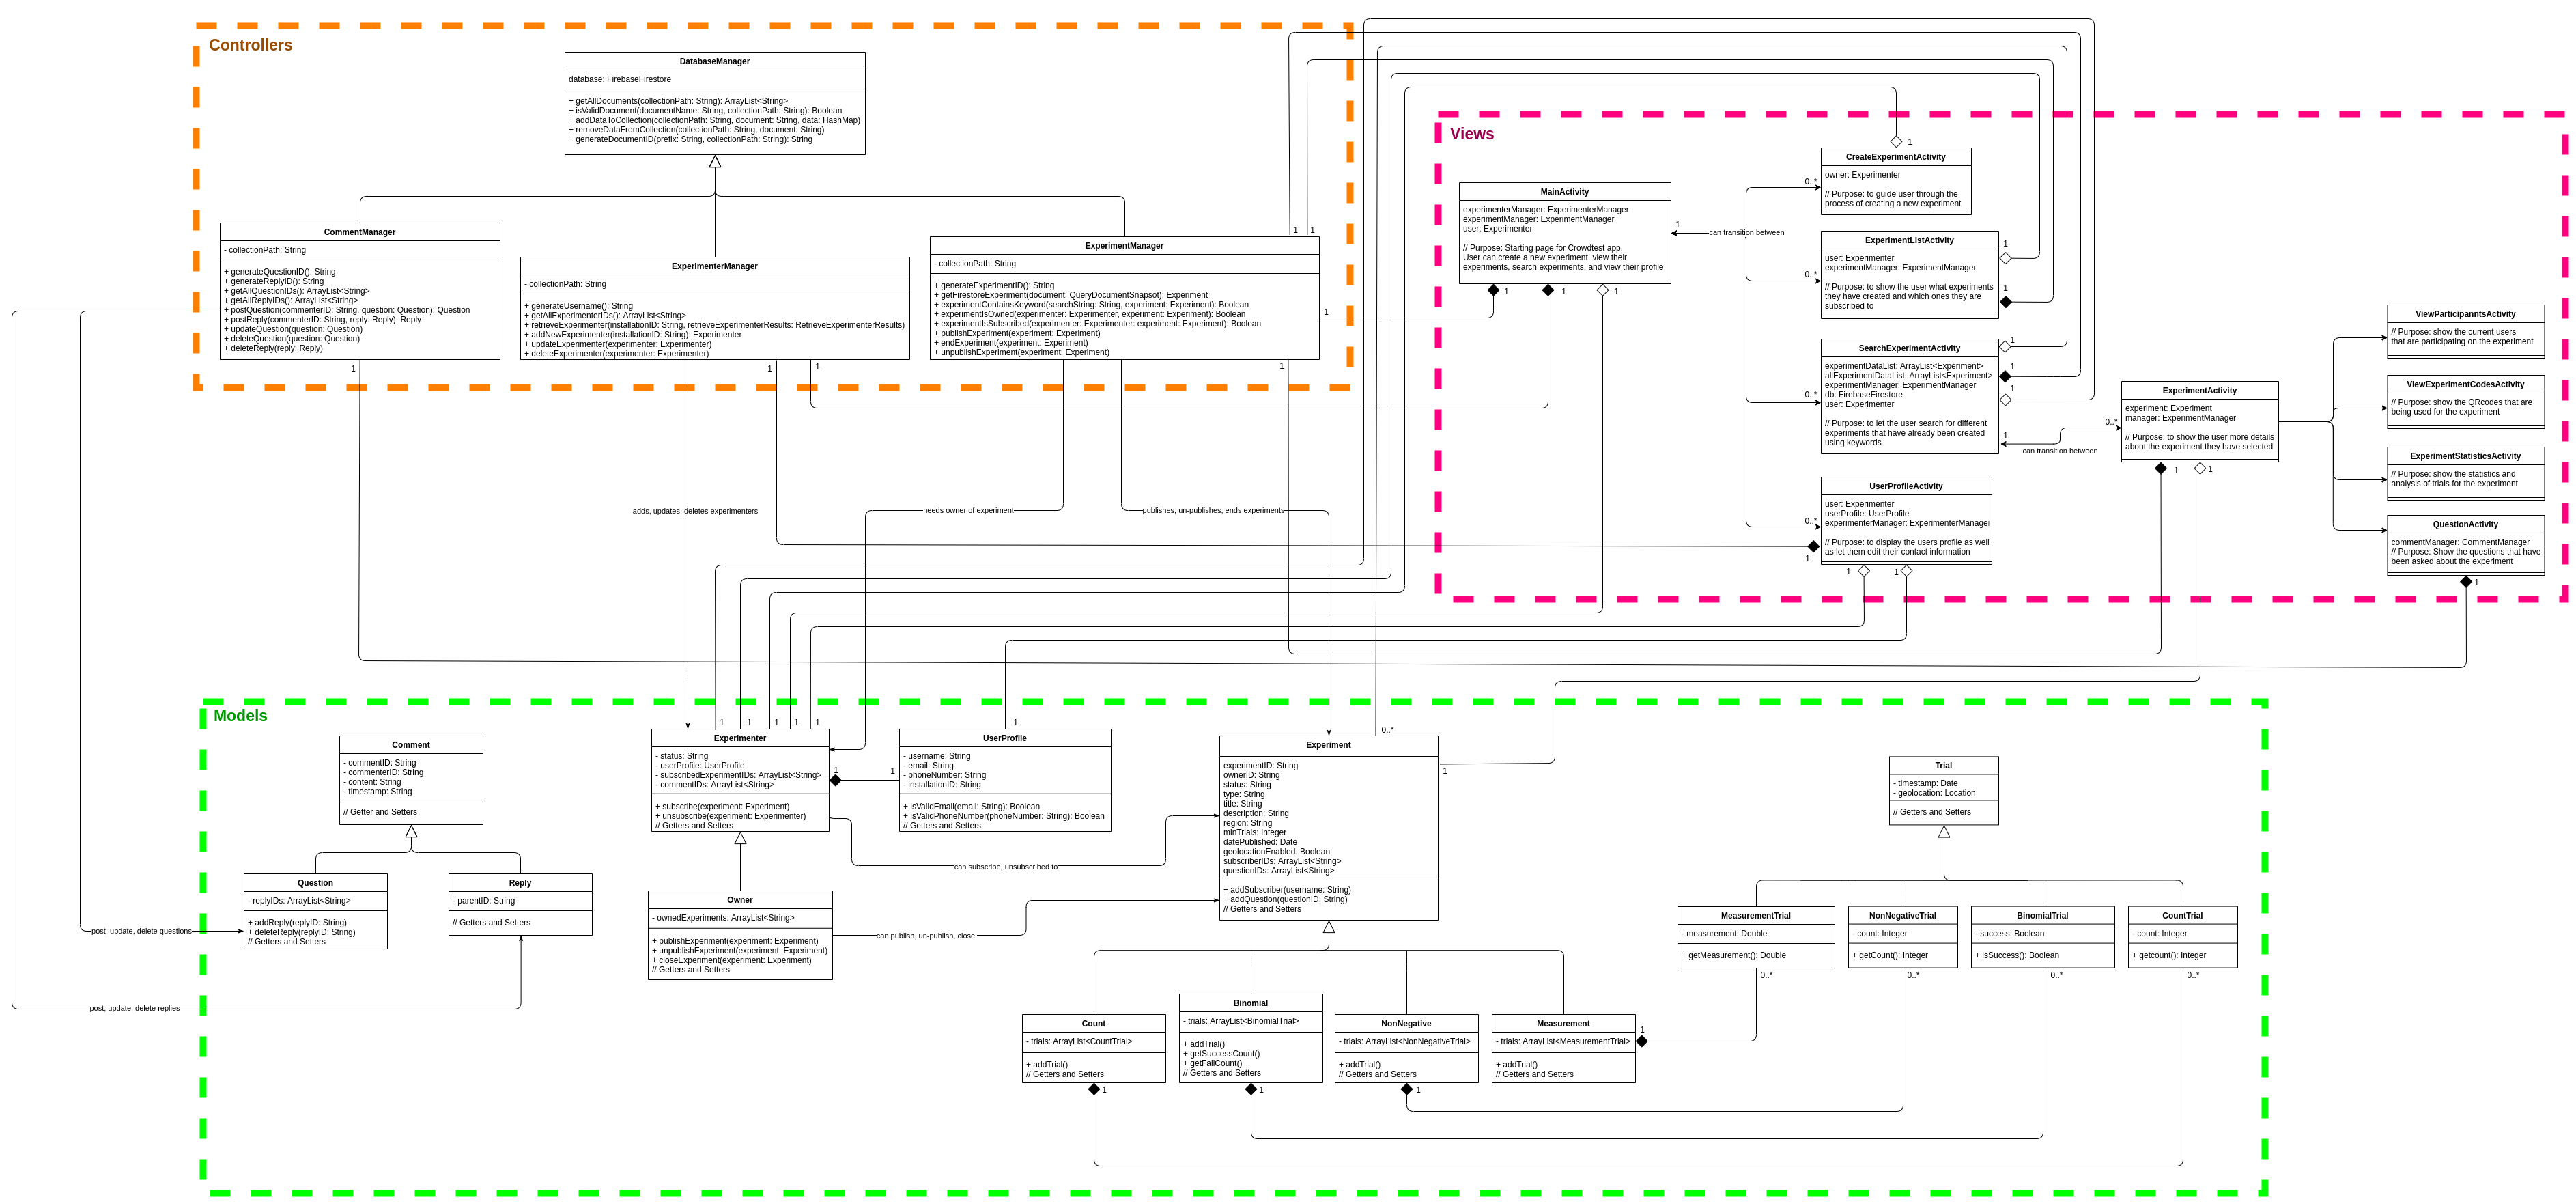 Controllers
DatabaseManager
database: FirebaseFirestore
+ getAllDocuments(collectionPath: String): ArrayList<String>
+ isValidDocument(documentName: String, collectionPath: String): Boolean
+ addDataToCollection(collectionPath: String, document: String, data: HashMap)
+ removeDataFromCollection(collectionPath: String, document: String)
+ generateDocumentID(prefix: String, collectionPath: String): String
CommentManager
- collectionPath: String
+ generateQuestionID(): String
+ generateReplyID(): String
+ getAllQuestionIDs(): ArrayList<String>
+ getAllReplyIDs(): ArrayList<String>
+ postQuestion(commenterID: String, question: Question): Question
+ postReply(commenterID: String, reply: Reply): Reply
+ updateQuestion(question: Question)
+ deleteQuestion(question: Question)
+ deleteReply(reply: Reply)
1
ExperimenterManager
- collectionPath: String
+ generateUsername(): String
+ getAllExperimenterIDs(): ArrayList<String>
+ retrieveExperimenter(installationID: String, retrieveExperimenterResults: RetrieveExperimenterResults)
+ addNewExperimenter(installationID: String): Experimenter
+ updateExperimenter(experimenter: Experimenter)
+ deleteExperimenter(experimenter: Experimenter)
1
1
ExperimentManager
- collectionPath: String
+ generateExperimentID(): String
+ getFirestoreExperiment(document: QueryDocumentSnapsot): Experiment
+ experimentContainsKeyword(searchString: String, experiment: Experiment): Boolean
+ experimentIsOwned(experimenter: Experimenter, experiment: Experiment): Boolean
+ experimentIsSubscribed(experimenter: Experimenter: experiment: Experiment): Boolean
+ publishExperiment(experiment: Experiment)
+ endExperiment(experiment: Experiment)
+ unpublishExperiment(experiment: Experiment)
1
1
1
1
Views
MainActivity
experimenterManager: ExperimenterManager
experimentManager: ExperimentManager
user: Experimenter
// Purpose: Starting page for Crowdtest app.
User can create a new experiment, view their
experiments, search experiments, and view their profile
1
1
1
1
can transition between
0..*
0..*
0..*
0..*
1
CreateExperimentActivity
owner: Experimenter
// Purpose: to guide user through the
process of creating a new experiment
ExperimentListActivity
user: Experimenter
experimentManager: ExperimentManager
// Purpose: to show the user what experiments
they have created and which ones they are
subscribed to
1
1
SearchExperimentActivity
experimentDataList: ArrayList<Experiment>
allExperimentDataList: ArrayList<Experiment>
experimentManager: ExperimentManager
db: FirebaseFirestore
user: Experimenter
// Purpose: to let the user search for different
experiments that have already been created
using keywords
1
1
1
1
can transition between
0..*
UserProfileActivity
user: Experimenter
userProfile: UserProfile
experimenterManager: ExperimenterManager
// Purpose: to display the users profile as well
as let them edit their contact information
1
1
1
ExperimentActivity
experiment: Experiment
manager: ExperimentManager
// Purpose: to show the user more details
about the experiment they have selected
1
1
ViewParticipanntsActivity
// Purpose: show the current users
that are participating on the experiment
ViewExperimentCodesActivity
// Purpose: show the QRcodes that are
being used for the experiment
ExperimentStatisticsActivity
// Purpose: show the statistics and
analysis of trials for the experiment
QuestionActivity
commentManager: CommentManager
// Purpose: Show the questions that have
been asked about the experiment
1
adds, updates, deletes experimenters
needs owner of experiment
publishes, un-publishes, ends experiments
Models
Comment
- commentID: String
- commenterID: String
- content: String
- timestamp: String
// Getter and Setters
Question
- replyIDs: ArrayList<String>
+ addReply(replyID: String)
+ deleteReply(replyID: String)
// Getters and Setters
Reply
- parentID: String
// Getters and Setters
post, update, delete questions
post, update, delete replies
1
1
1
1
1
Experimenter
- status: String
- userProfile: UserProfile
- subscribedExperimentIDs: ArrayList<String>
- commentIDs: ArrayList<String>
+ subscribe(experiment: Experiment)
+ unsubscribe(experiment: Experimenter)
// Getters and Setters
1
1
1
UserProfile
- username: String
- email: String
- phoneNumber: String
- installationID: String
+ isValidEmail(email: String): Boolean
+ isValidPhoneNumber(phoneNumber: String): Boolean
// Getters and Setters
can subscribe, unsubscribed to
Owner
- ownedExperiments: ArrayList<String>
+ publishExperiment(experiment: Experiment)
+ unpublishExperiment(experiment: Experiment)
+ closeExperiment(experiment: Experiment)
// Getters and Setters
can publish, un-publish, close
0..*
Experiment
1
experimentID: String
ownerID: String
status: String
type: String
title: String
description: String
region: String
minTrials: Integer
datePublished: Date
geolocationEnabled: Boolean
subscriberIDs: ArrayList<String>
questionIDs: ArrayList<String>
+ addSubscriber(username: String)
+ addQuestion(questionID: String)
// Getters and Setters
Count
- trials: ArrayList<CountTrial>
+ addTrial()
// Getters and Setters
1
Binomial
- trials: ArrayList<BinomialTrial>
+ addTrial()
+ getSuccessCount()
+ getFailCount()
// Getters and Setters
1
NonNegative
- trials: ArrayList<NonNegativeTrial>
+ addTrial()
// Getters and Setters
1
Measurement
- trials: ArrayList<MeasurementTrial>
+ addTrial()
// Getters and Setters
1
Trial
- timestamp: Date
- geolocation: Location
// Getters and Setters
MeasurementTrial
- measurement: Double
+ getMeasurement(): Double
0..*
NonNegativeTrial
- count: Integer
+ getCount(): Integer
0..*
BinomialTrial
- success: Boolean
+ isSuccess(): Boolean
0..*
CountTrial
- count: Integer
+ getcount(): Integer
0..*